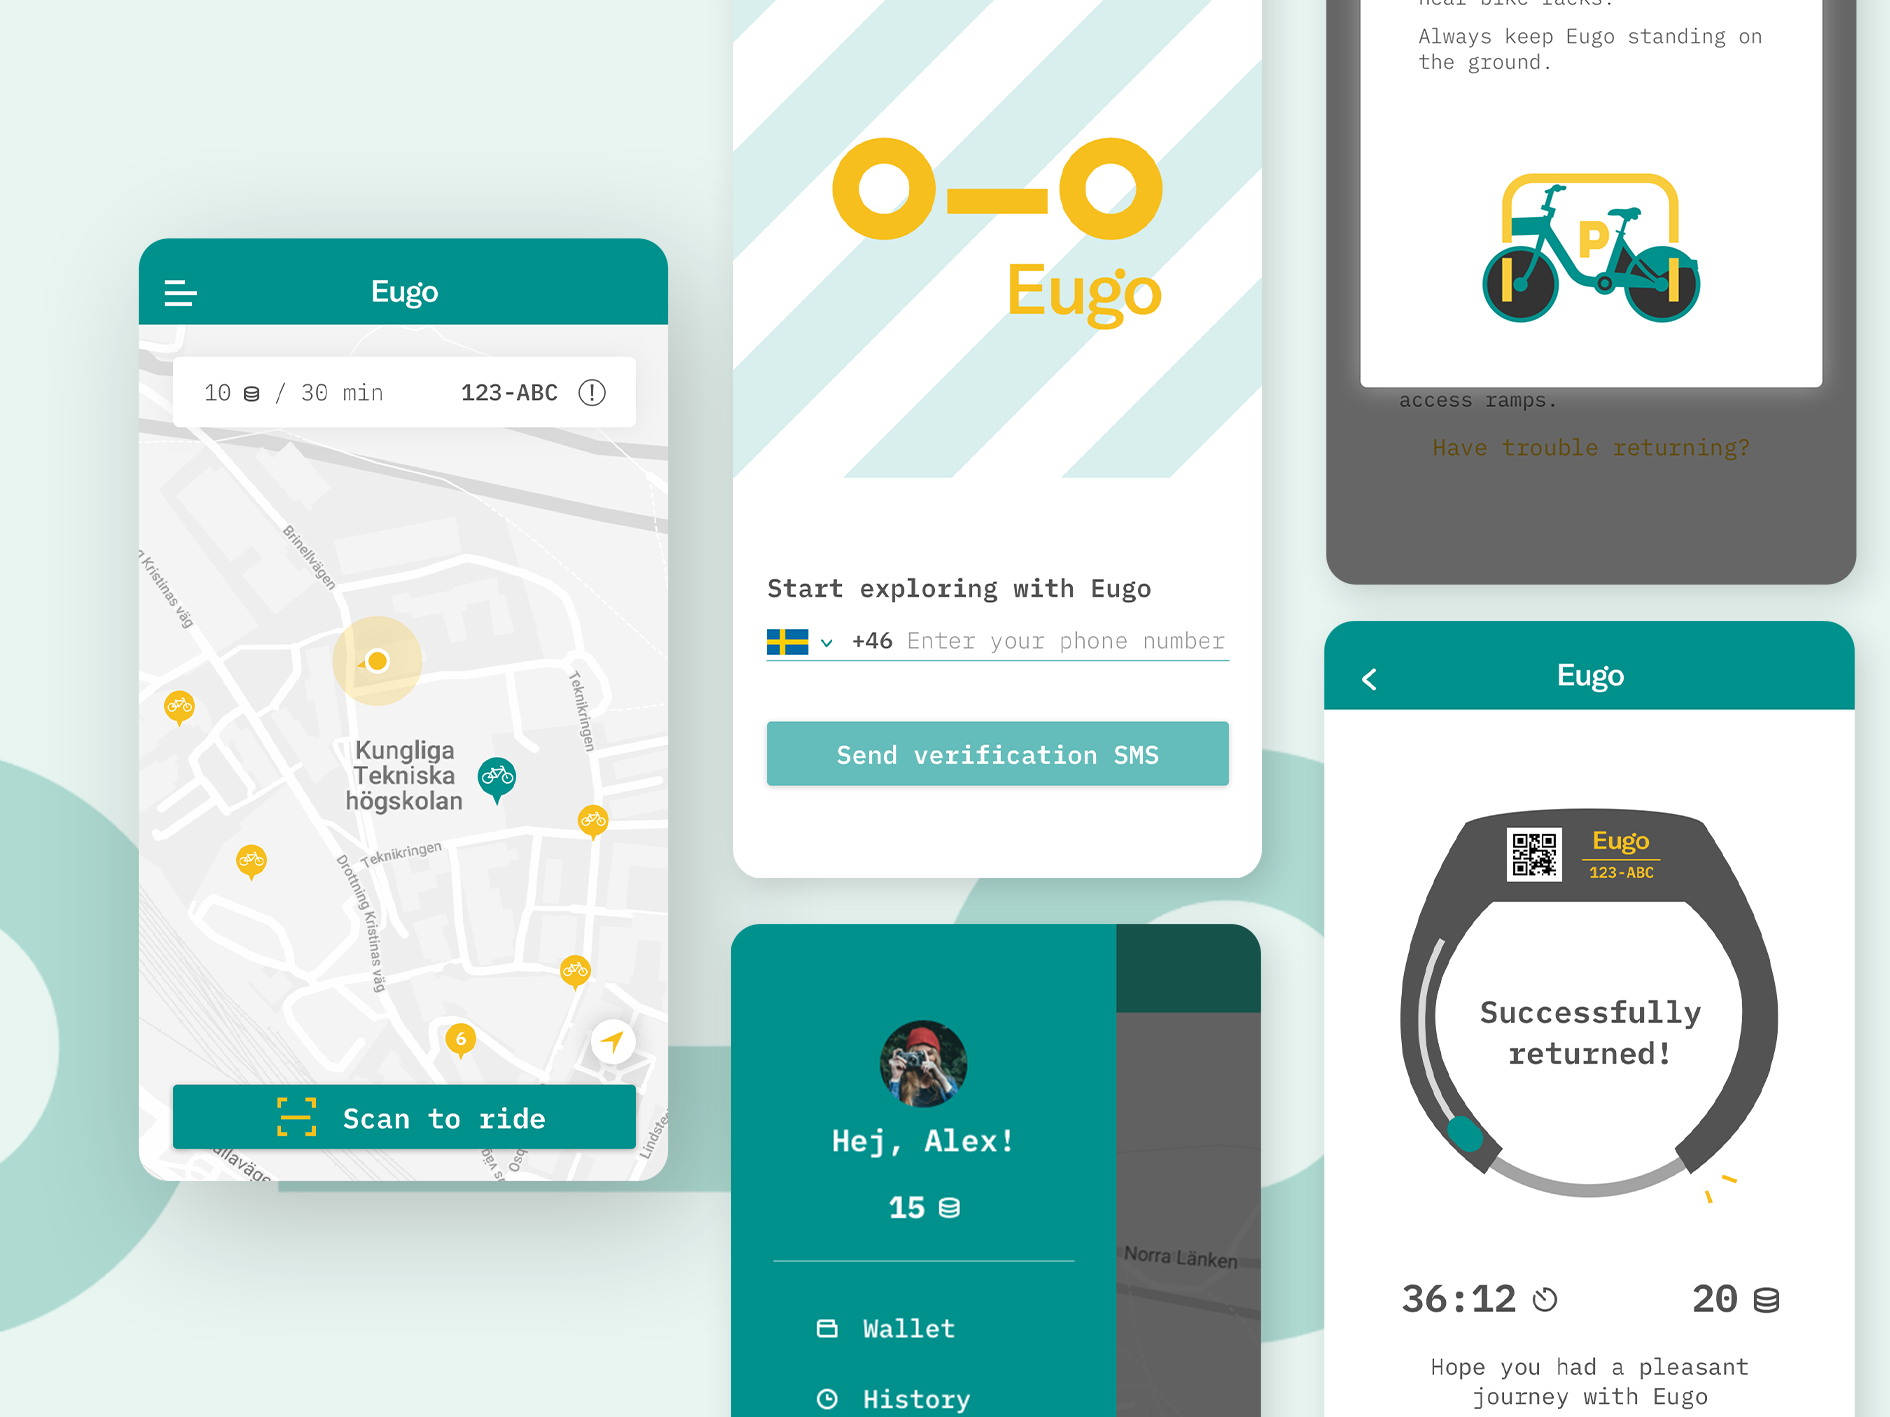 Eugo
10 / 30 min
123-ABC
Brinellvägen
Kristinas väg
Teknikringen
Kungliga
Tekniska
högskolan
Teknikringen
Drottning Kristinas väg
6
Scan to ride
Eugo
Start exploring with Eugo
+46 Enter your phone number
Send verification SMS
Hej, Alex!
15
Norra Länken
Wallet
History
near bike racks.
Always keep Eugo standing on
the ground.
P
access ramps.
Have trouble returning?
Eugo
Eugo
123-ABC
Successfully
returned!
36:12
20
Hope you had a pleasant
journey with Eugo